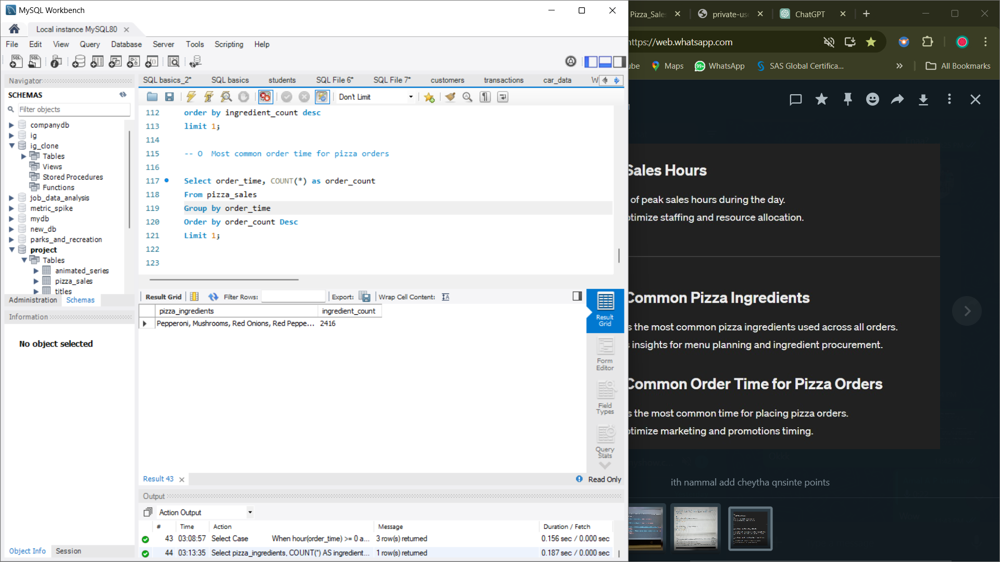 MySQL Workbench
Local instance MySQL80
File Edit View Query Database Server Tools Scripting Help
Navigator
SCHEMAS
Filter objects
companydb
ig
ig_clone
Tables
Views
Stored Procedures
Functions
job_data_analysis
metric_spike
mydb
new_db
parks_and_recreation
project
Tables
animated_series
pizza_sales
titles
Administration Schemas
Information
No object selected
Object Info Session
SQL basics_2* SQL basics students SQL File 6* SQL File 7* customers transactions car_data W
Don't Limit
112 order by ingredient_count desc
113 limit 1;
114
115 -- O  Most common order time for pizza orders
116
117 Select order_time, COUNT(*) as order_count
118 From pizza_sales
119 Group by order_time
120 Order by order_count Desc
121 Limit 1;
122
123
Result Grid Filter Rows: Export: Wrap Cell Content:
pizza_ingredients ingredient_count
Pepperoni, Mushrooms, Red Onions, Red Peppe... 2416
Result Grid
Form Editor
Field Types
Query Stats
Result 43 Read Only
Output
Action Output
# Time Action Message Duration / Fetch
43 03:08:57 Select Case When hour(order_time) >= 0 a... 3 row(s) returned 0.156 sec / 0.000 sec
44 03:13:35 Select pizza_ingredients, COUNT(*) AS ingredient... 1 row(s) returned 0.187 sec / 0.000 sec
Pizza_Sales private-use ChatGPT
https://web.whatsapp.com
ube Maps WhatsApp SAS Global Certifica... All Bookmarks
99+
Sales Hours
of peak sales hours during the day.
ptimize staffing and resource allocation.
Common Pizza Ingredients
s the most common pizza ingredients used across all orders.
s insights for menu planning and ingredient procurement.
Common Order Time for Pizza Orders
s the most common time for placing pizza orders.
ptimize marketing and promotions timing.
ith nammal add cheytha qnsinte points